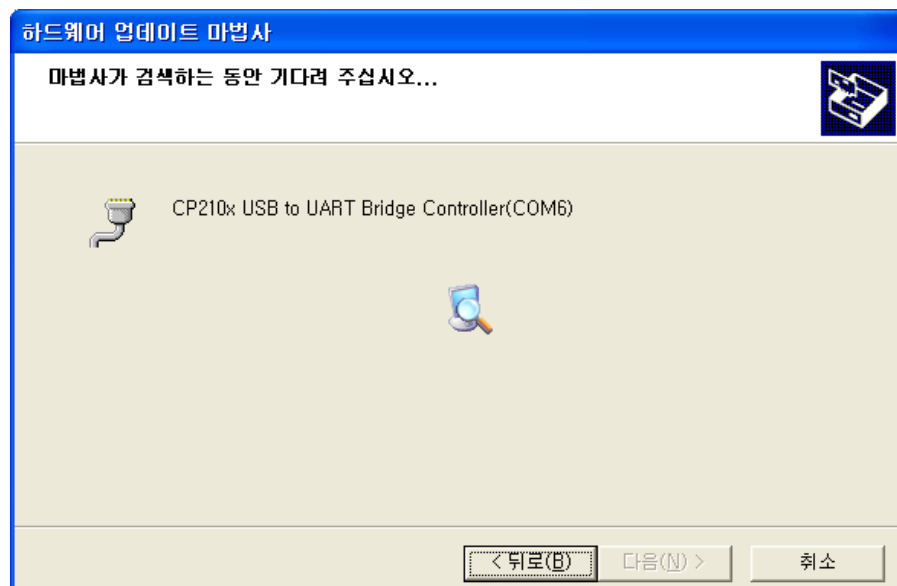 하드웨어 업데이트 마법사
마법사가 검색하는 동안 기다려 주십시오...
CP210x USB to UART Bridge Controller(COM6)
< 뒤로(B)
다음(N) >
취소